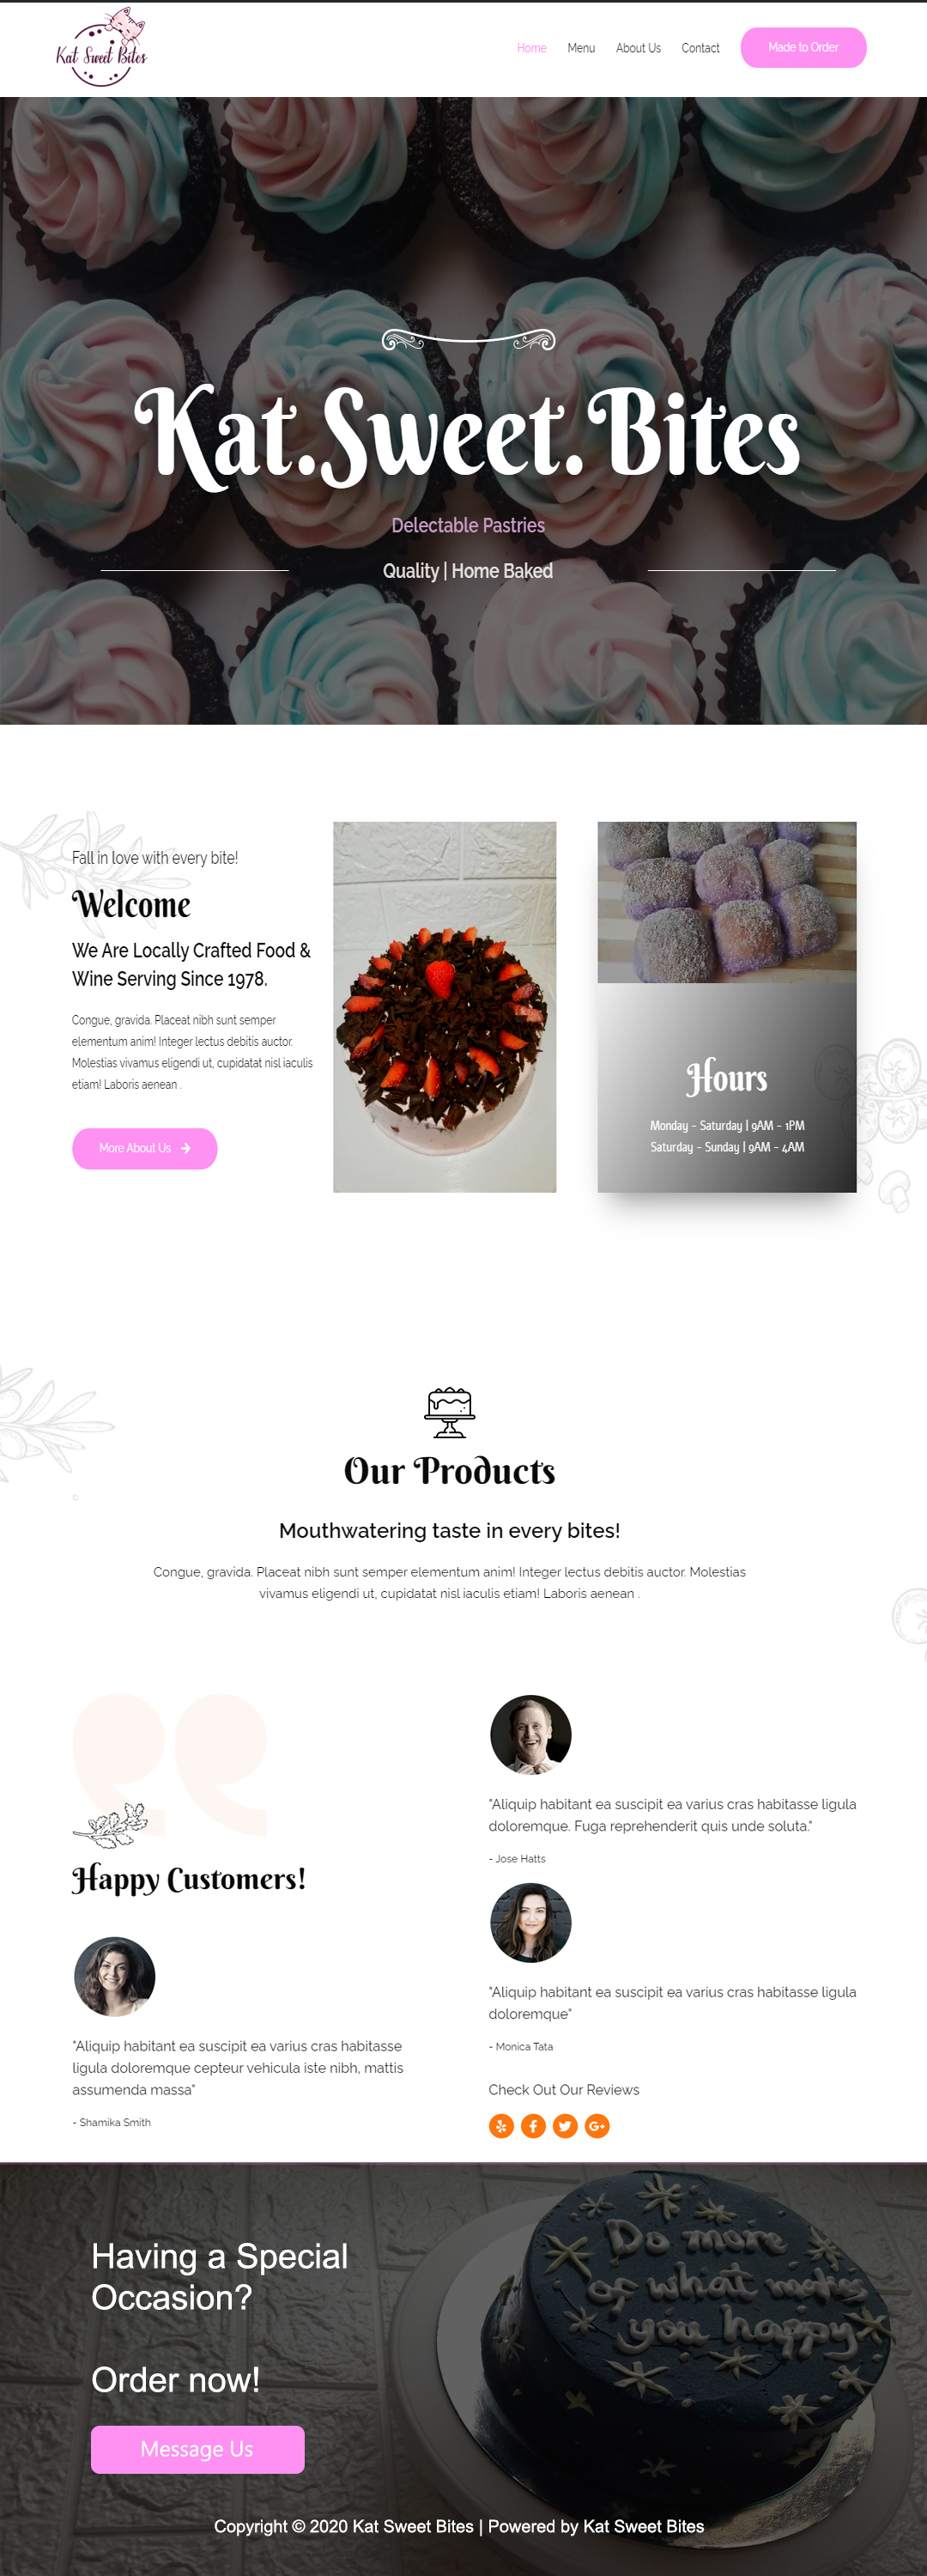 Kat Sweet Bites
Home Menu About Us Contact Made to Order
Kat.Sweet.Bites
Delectable Pastries
Quality | Home Baked
Fall in love with every bite!
Welcome
We Are Locally Crafted Food &
Wine Serving Since 1978.
Congue, gravida. Placeat nibh sunt semper
elementum anim! Integer lectus debitis auctor.
Molestias vivamus eligendi ut, cupidatat nisl iaculis
etiam! Laboris aenean .
More About Us
Hours
Monday - Saturday | 9AM - 1PM
Saturday - Sunday | 9AM - 4AM
©
Our Products
Mouthwatering taste in every bites!
Congue, gravida. Placeat nibh sunt semper elementum anim! Integer lectus debitis auctor. Molestias
vivamus eligendi ut, cupidatat nisl iaculis etiam! Laboris aenean .
Happy Customers!
"Aliquip habitant ea suscipit ea varius cras habitasse
ligula doloremque cepteur vehicula iste nibh, mattis
assumenda massa"
- Shamika Smith
"Aliquip habitant ea suscipit ea varius cras habitasse ligula
doloremque. Fuga reprehenderit quis unde soluta."
- Jose Hatts
"Aliquip habitant ea suscipit ea varius cras habitasse ligula
doloremque"
- Monica Tata
Check Out Our Reviews
Having a Special
Occasion?
Order now!
Message Us
Do more
of what makes
you happy
Copyright © 2020 Kat Sweet Bites | Powered by Kat Sweet Bites